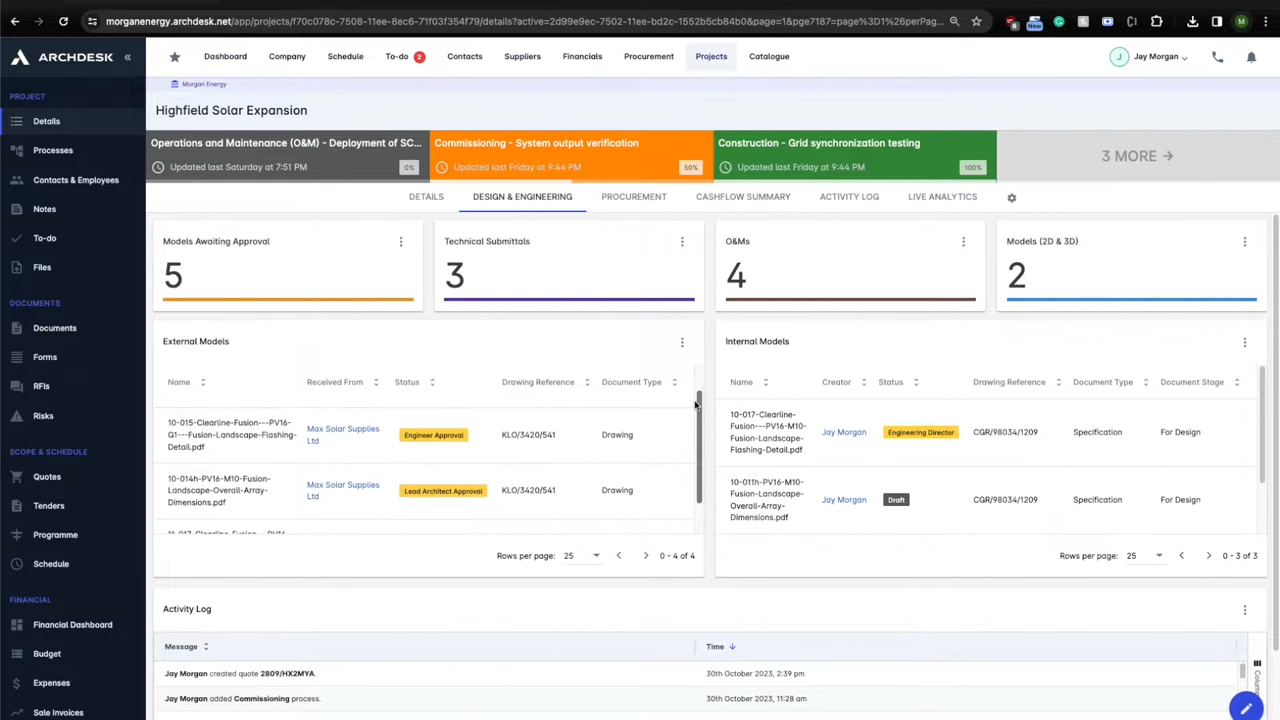 morganenergy.archdesk.com/app/projects/f70c078c-7508-11ee-8ec6-71f03f354f79/details?active=2d99e9ec-7502-11ee-bd2c-1552b5cb84b0&page=1&pge7187=page%3D1%26perPag...
New
M
ARCHDESK
Dashboard
Company
Schedule
To-do 2
Contacts
Suppliers
Financials
Procurement
Projects
Catalogue
J Jay Morgan
PROJECT
Details
Processes
Contacts & Employees
Notes
To-do
Files
DOCUMENTS
Documents
Forms
RFIs
Risks
SCOPE & SCHEDULE
Quotes
Tenders
Programme
Schedule
FINANCIAL
Financial Dashboard
Budget
Expenses
Sale Invoices
Morgan Energy
Highfield Solar Expansion
Operations and Maintenance (O&M) - Deployment of SC...
Updated last Saturday at 7:51 PM 0%
Commissioning - System output verification
Updated last Friday at 9:44 PM 50%
Construction - Grid synchronization testing
Updated last Friday at 9:44 PM 100%
3 MORE →
DETAILS
DESIGN & ENGINEERING
PROCUREMENT
CASHFLOW SUMMARY
ACTIVITY LOG
LIVE ANALYTICS
Models Awaiting Approval
5
Technical Submittals
3
O&Ms
4
Models (2D & 3D)
2
External Models
Name Received From Status Drawing Reference Document Type
10-015-Clearline-Fusion---PV16-
G1---Fusion-Landscape-Flashing-
Detail.pdf
Max Solar Supplies
Ltd
Engineer Approval
KLO/3420/541
Drawing
10-014h-PV16-M10-Fusion-
Landscape-Overall-Array-
Dimensions.pdf
Max Solar Supplies
Ltd
Lead Architect Approval
KLO/3420/541
Drawing
Rows per page: 25 0 - 4 of 4
Internal Models
Name Creator Status Drawing Reference Document Type Document Stage
10-017-Clearline-
Fusion---PV16-M10-
Fusion-Landscape-
Flashing-Detail.pdf
Jay Morgan
Engineering Director
CGR/98034/1209
Specification
For Design
10-011h-PV16-M10-
Fusion-Landscape-
Overall-Array-
Dimensions.pdf
Jay Morgan
Draft
CGR/98034/1209
Specification
For Design
Rows per page: 25 0 - 3 of 3
Activity Log
Message Time
Jay Morgan created quote 2809/HX2MYA. 30th October 2023, 2:39 pm
Jay Morgan added Commissioning process. 30th October 2023, 11:28 am